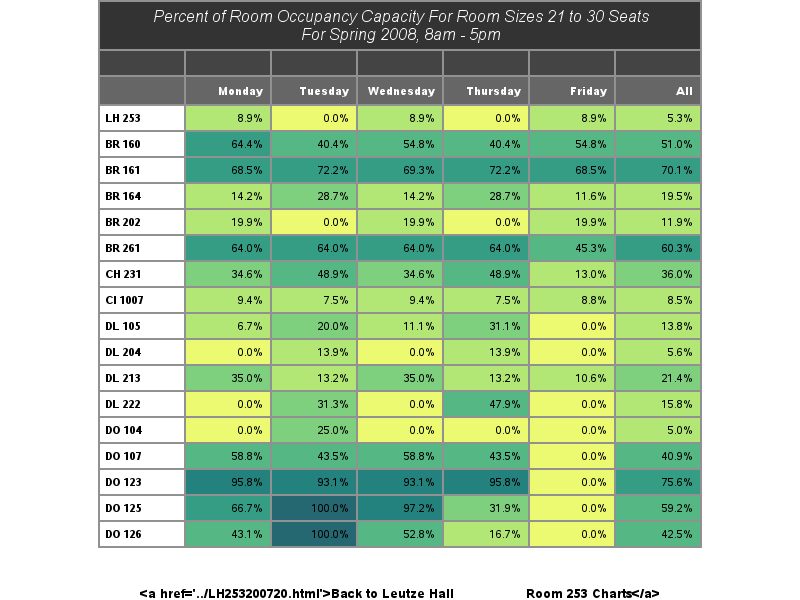 Percent of Room Occupancy Capacity For Room Sizes 21 to 30 Seats
For Spring 2008, 8am - 5pm
Monday Tuesday Wednesday Thursday Friday All
LH 253 8.9% 0.0% 8.9% 0.0% 8.9% 5.3%
BR 160 64.4% 40.4% 54.8% 40.4% 54.8% 51.0%
BR 161 68.5% 72.2% 69.3% 72.2% 68.5% 70.1%
BR 164 14.2% 28.7% 14.2% 28.7% 11.6% 19.5%
BR 202 19.9% 0.0% 19.9% 0.0% 19.9% 11.9%
BR 261 64.0% 64.0% 64.0% 64.0% 45.3% 60.3%
CH 231 34.6% 48.9% 34.6% 48.9% 13.0% 36.0%
CI 1007 9.4% 7.5% 9.4% 7.5% 8.8% 8.5%
DL 105 6.7% 20.0% 11.1% 31.1% 0.0% 13.8%
DL 204 0.0% 13.9% 0.0% 13.9% 0.0% 5.6%
DL 213 35.0% 13.2% 35.0% 13.2% 10.6% 21.4%
DL 222 0.0% 31.3% 0.0% 47.9% 0.0% 15.8%
DO 104 0.0% 25.0% 0.0% 0.0% 0.0% 5.0%
DO 107 58.8% 43.5% 58.8% 43.5% 0.0% 40.9%
DO 123 95.8% 93.1% 93.1% 95.8% 0.0% 75.6%
DO 125 66.7% 100.0% 97.2% 31.9% 0.0% 59.2%
DO 126 43.1% 100.0% 52.8% 16.7% 0.0% 42.5%
<a href='../LH253200720.html'>Back to Leutze Hall Room 253 Charts</a>